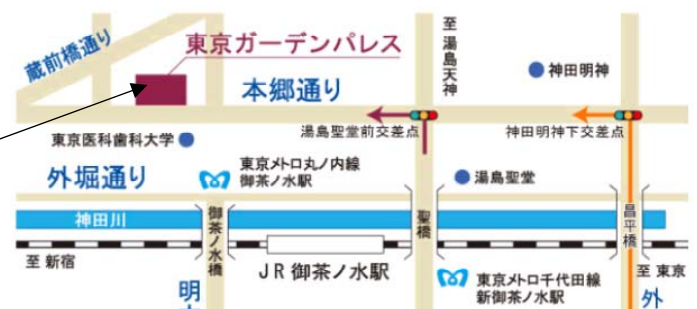 蔵前橋通り
東京ガーデンパレス
至 湯島天神
神田明神
本郷通り
湯島聖堂前交差点
神田明神下交差点
東京医科歯科大学
外堀通り
東京メトロ丸ノ内線
御茶ノ水駅
湯島聖堂
神田川
御茶ノ水橋
聖橋
昌平橋
至 新宿
JR 御茶ノ水駅
東京メトロ千代田線
新御茶ノ水駅
至 東京
明
外